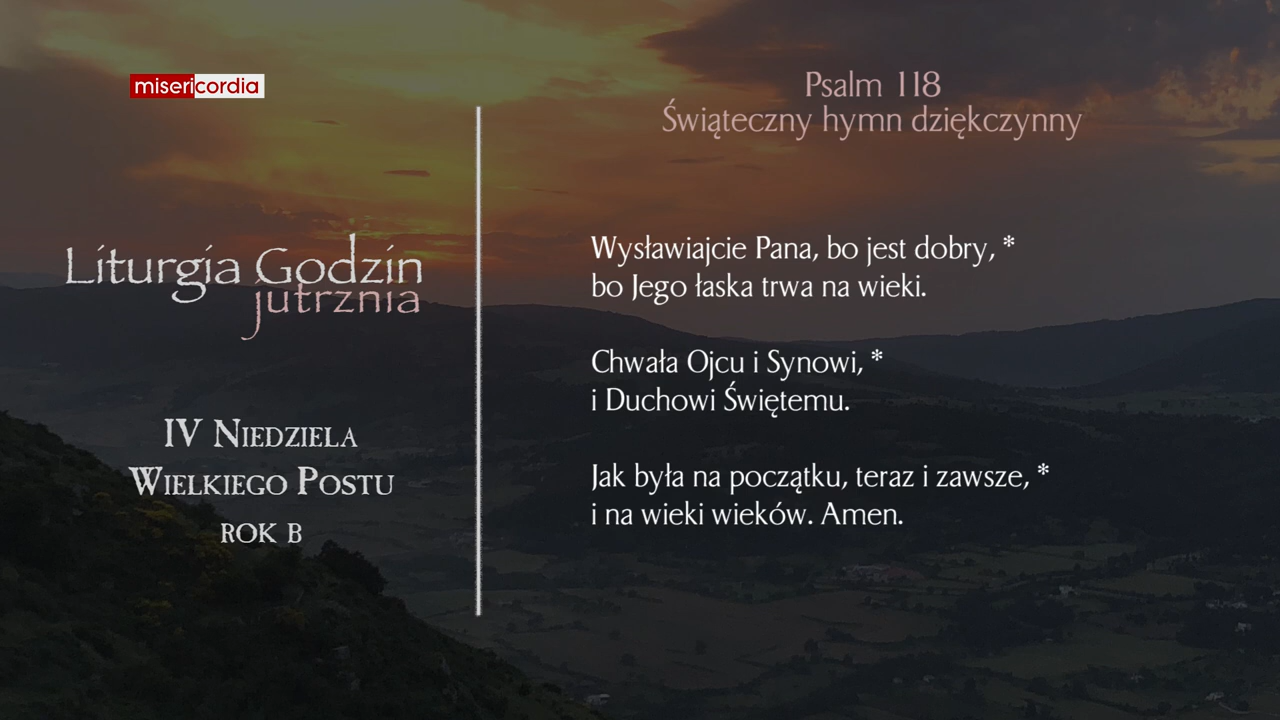 misericordia
Liturgia Godzin
jutrznia
IV Niedziela
Wielkiego Postu
rok B
Psalm 118
Świąteczny hymn dziękczynny
Wysławiajcie Pana, bo jest dobry, *
bo Jego łaska trwa na wieki.
Chwała Ojcu i Synowi, *
i Duchowi Świętemu.
Jak była na początku, teraz i zawsze, *
i na wieki wieków. Amen.